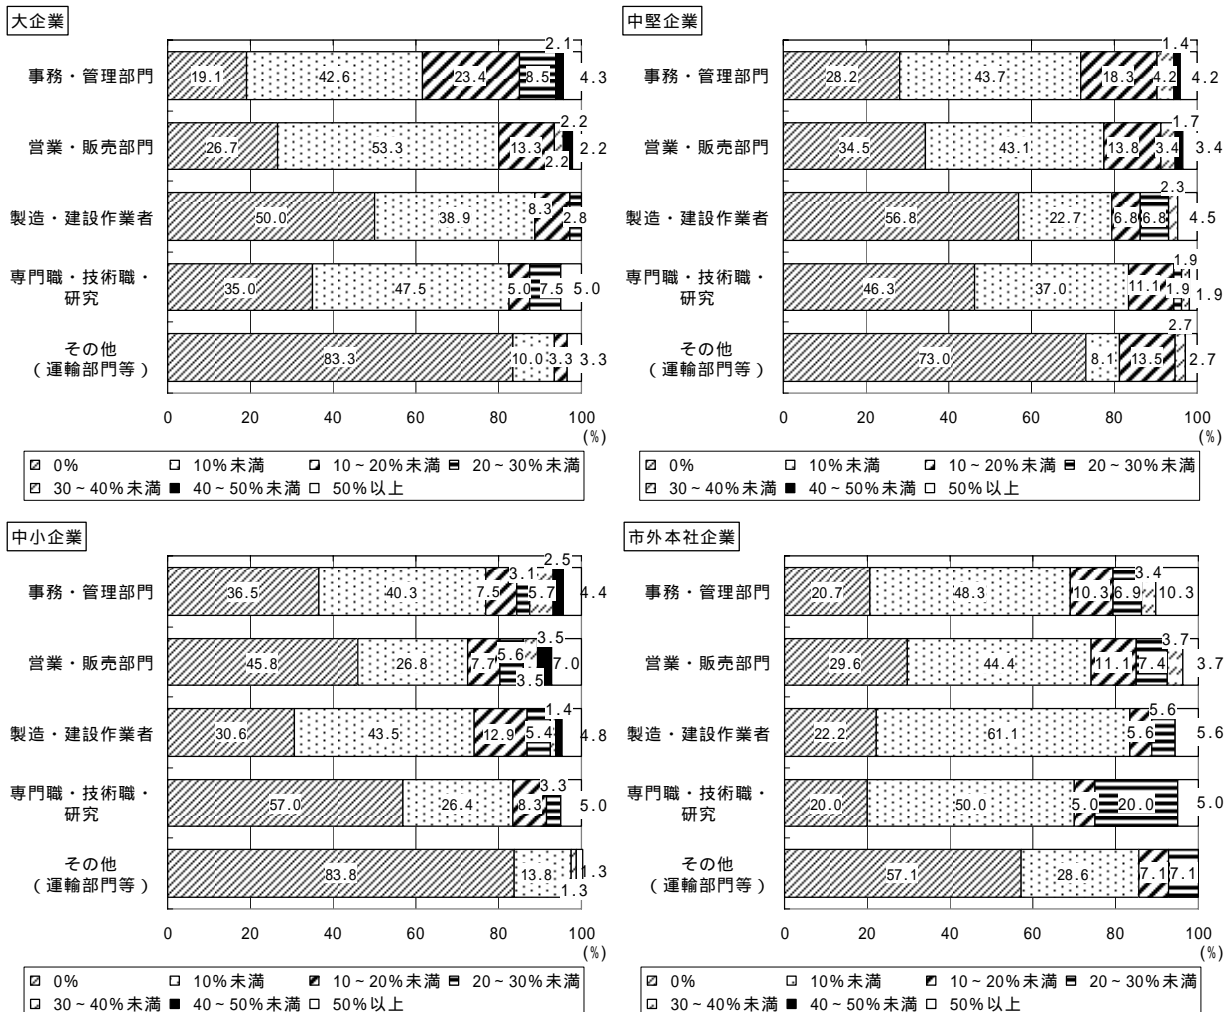 大企業
2.1
事務・管理部門 19.1 42.6 23.4 8.5 4.3
2.2
営業・販売部門 26.7 53.3 13.3 2.2 2.2
製造・建設作業者 50.0 38.9 8.3 2.8
専門職・技術職・
研究 35.0 47.5 5.0 7.5 5.0
その他
(運輸部門等) 83.3 10.0 3.3 3.3
0 20 40 60 80 100
(%)
0% 10%未満 10~20%未満 20~30%未満
30~40%未満 40~50%未満 50%以上
中堅企業
1.4
事務・管理部門 28.2 43.7 18.3 4.2 4.2
1.7
営業・販売部門 34.5 43.1 13.8 3.4 3.4
2.3
製造・建設作業者 56.8 22.7 6.8 6.8 4.5
1.9
専門職・技術職・
研究 46.3 37.0 11.1 1.9 1.9
2.7
その他
(運輸部門等) 73.0 8.1 13.5 2.7
0 20 40 60 80 100
(%)
0% 10%未満 10~20%未満 20~30%未満
30~40%未満 40~50%未満 50%以上
中小企業
2.5
事務・管理部門 36.5 40.3 7.5 3.1 5.7 4.4
3.5
営業・販売部門 45.8 26.8 7.7 5.6 3.5 7.0
1.4
製造・建設作業者 30.6 43.5 12.9 5.4 4.8
3.3
専門職・技術職・
研究 57.0 26.4 8.3 5.0
その他
(運輸部門等) 83.8 13.8 1.3 1.3
0 20 40 60 80 100
(%)
0% 10%未満 10~20%未満 20~30%未満
30~40%未満 40~50%未満 50%以上
市外本社企業
3.4
事務・管理部門 20.7 48.3 10.3 6.9 10.3
3.7
営業・販売部門 29.6 44.4 11.1 7.4 3.7
5.6
製造・建設作業者 22.2 61.1 5.6 5.6
専門職・技術職・
研究 20.0 50.0 5.0 20.0 5.0
その他
(運輸部門等) 57.1 28.6 7.1 7.1
0 20 40 60 80 100
(%)
0% 10%未満 10~20%未満 20~30%未満
30~40%未満 40~50%未満 50%以上